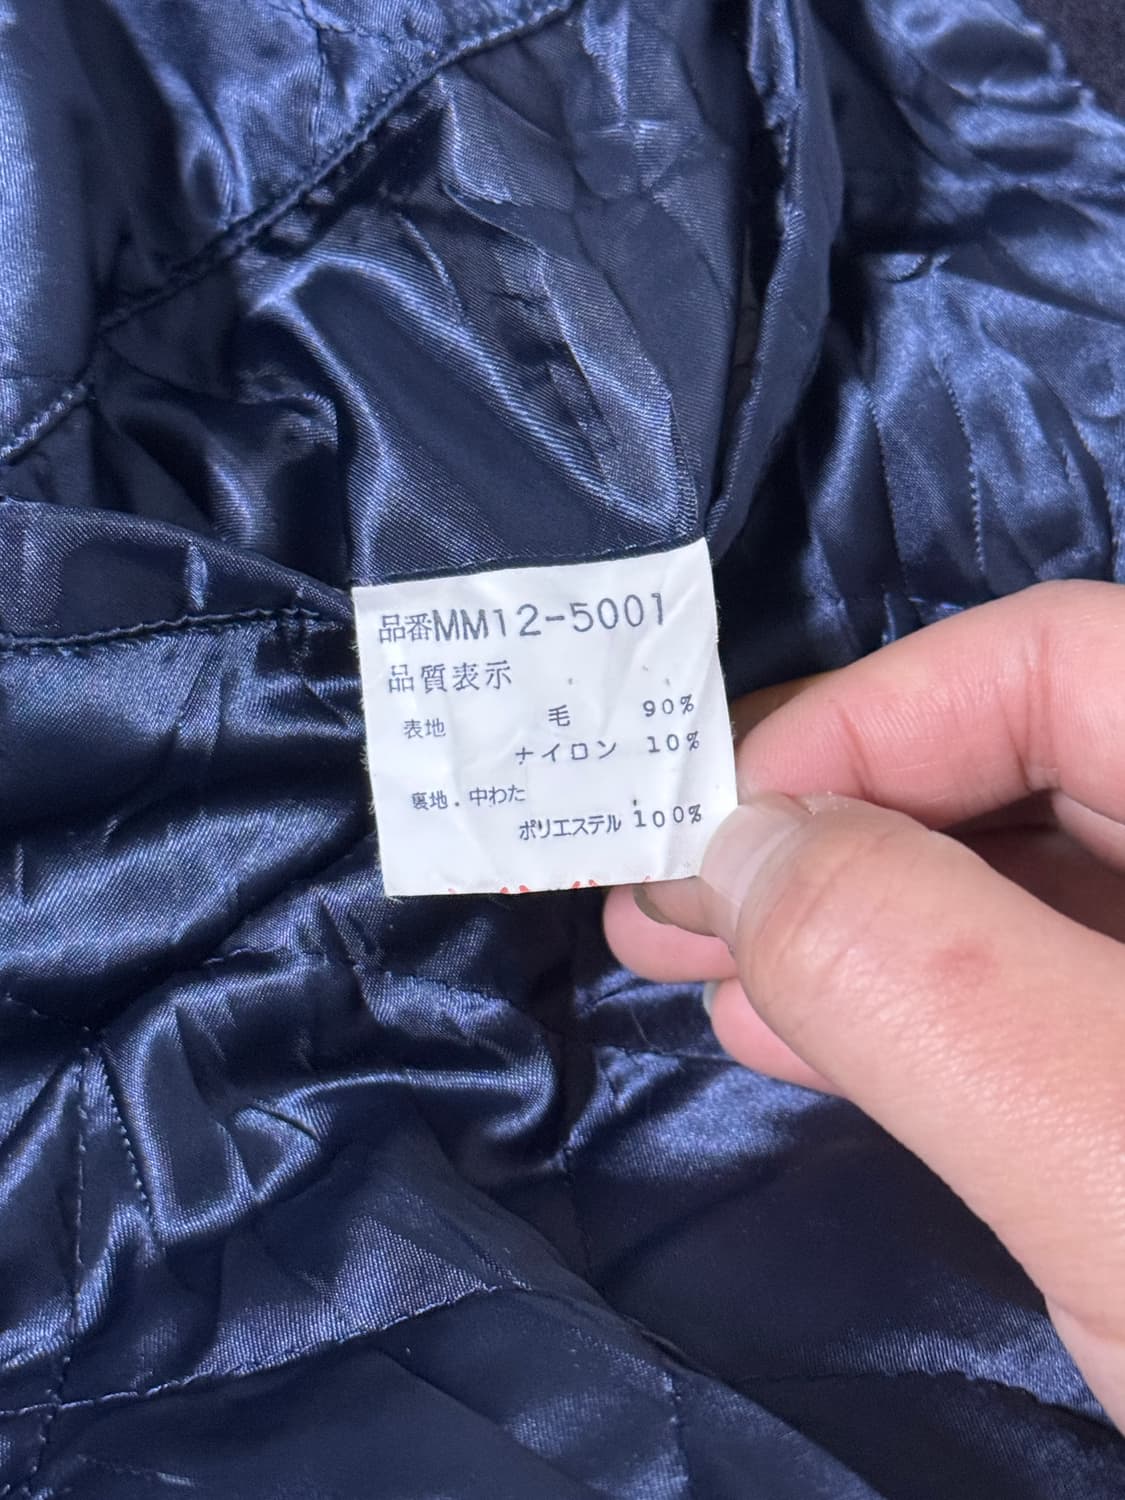 品番MM12-5001
品質表示
表地 毛 90%
ナイロン 10%
裏地.中わた
ポリエステル 100%